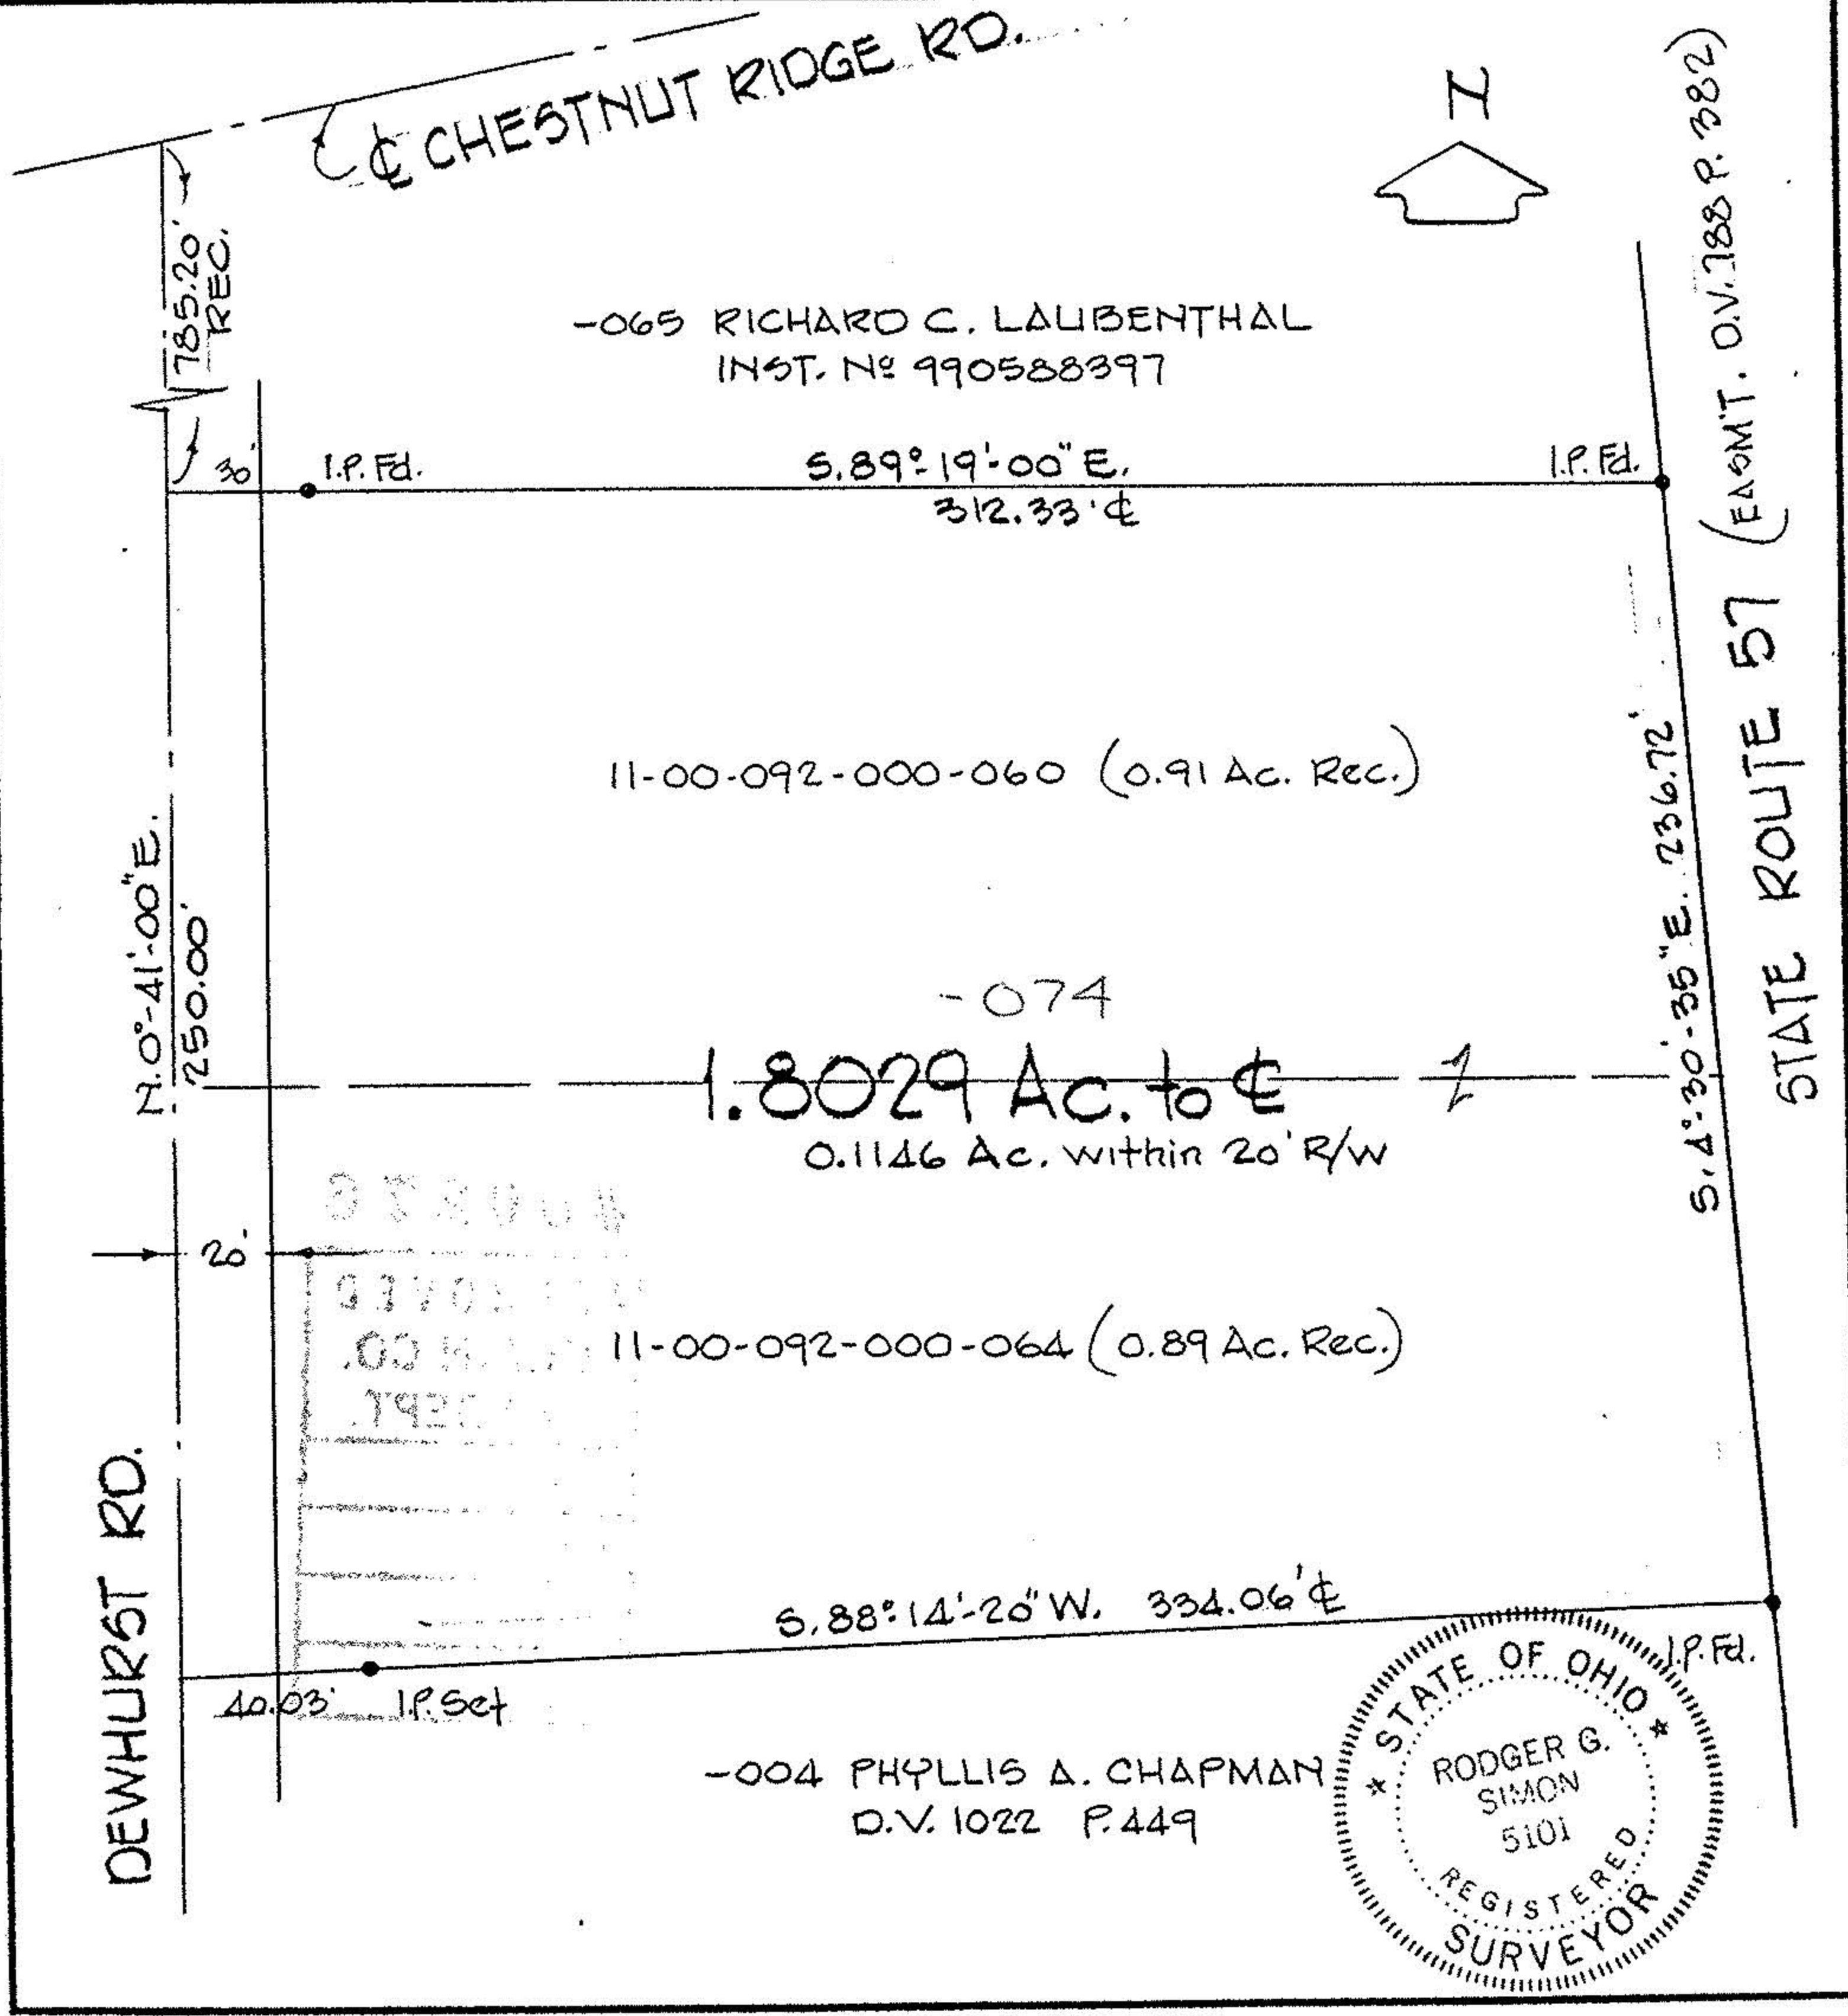 ℄ CHESTNUT RIDGE RD.
N
785.20'
REC.
-065 RICHARD C. LAUBENTHAL
INST. Nº 990588397
STATE ROUTE 57 (EASM'T. D.V. 788 P. 382)
30'
I.P. Fd.
S.89°-19'-00"E.
312.33' ℄
I.P. Fd.
11-00-092-000-060 (0.91 Ac. Rec.)
N.0°-41'-00"E.
250.00'
S.4°-30'-35"E. 236.72'
-074
1.8029 Ac. to ℄
0.1146 Ac. within 20' R/W
20'
11-00-092-000-064 (0.89 Ac. Rec.)
DEWHURST RD.
S.88°-14'-20"W. 334.06' ℄
I.P. Fd.
40.03' I.P. Set
-004 PHYLLIS A. CHAPMAN
D.V. 1022 P. 449
STATE OF OHIO
RODGER G.
SIMON
5101
REGISTERED
SURVEYOR